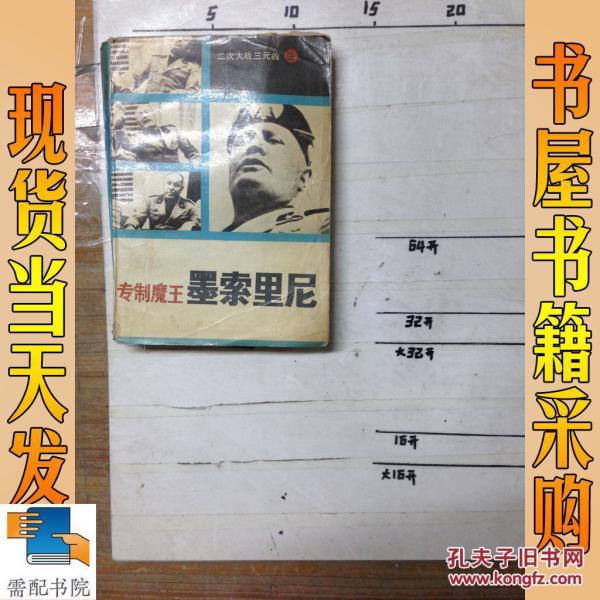 5 10 15 20
二次大战三元凶 三
专制魔王 墨索里尼
64开
32开
大32开
16开
大16开
现货当天发
书屋书籍采购
需配书院
孔夫子旧书网
www.kongfz.com